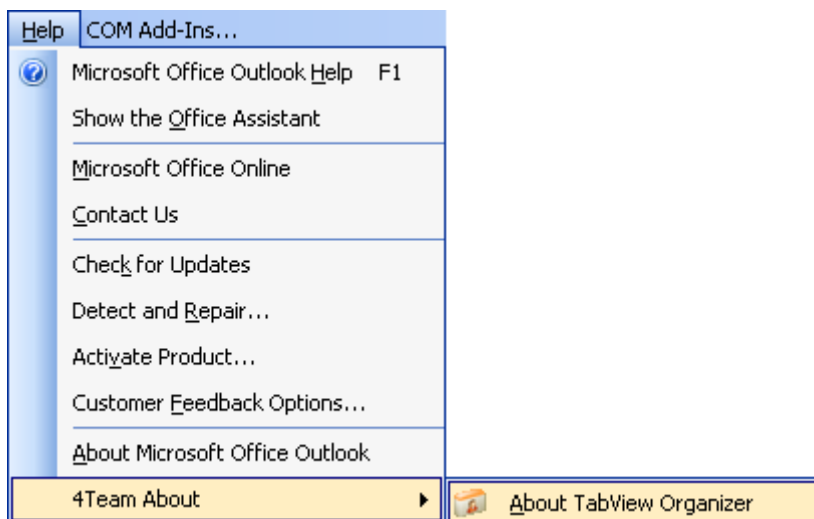 Help COM Add-Ins...
Microsoft Office Outlook Help F1
Show the Office Assistant
Microsoft Office Online
Contact Us
Check for Updates
Detect and Repair...
Activate Product...
Customer Feedback Options...
About Microsoft Office Outlook
4Team About About TabView Organizer